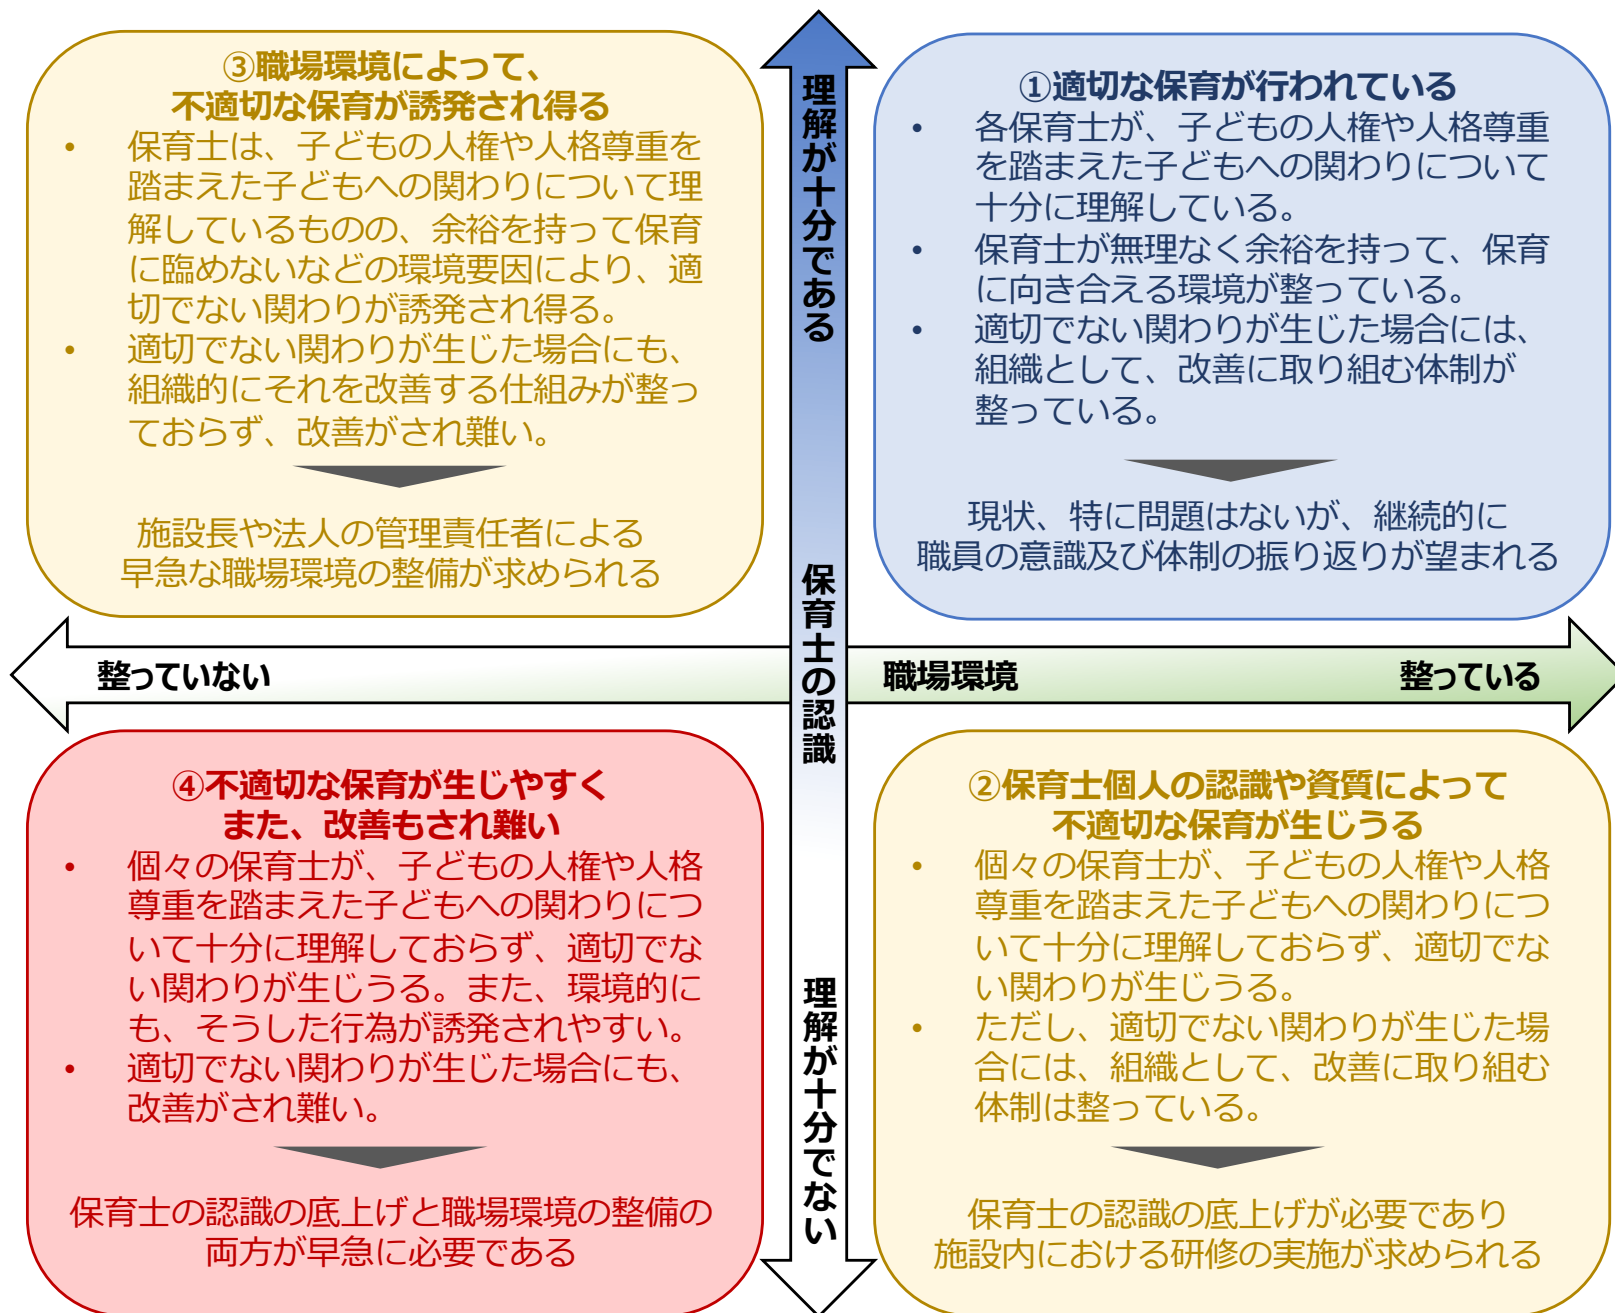 ③職場環境によって、
不適切な保育が誘発され得る
• 保育士は、子どもの人権や人格尊重を
踏まえた子どもへの関わりについて理
解しているものの、余裕を持って保育
に臨めないなどの環境要因により、適
切でない関わりが誘発され得る。
• 適切でない関わりが生じた場合にも、
組織的にそれを改善する仕組みが整っ
ておらず、改善がされ難い。
施設長や法人の管理責任者による
早急な職場環境の整備が求められる
理解が十分である
①適切な保育が行われている
• 各保育士が、子どもの人権や人格尊重
を踏まえた子どもへの関わりについて
十分に理解している。
• 保育士が無理なく余裕を持って、保育
に向き合える環境が整っている。
• 適切でない関わりが生じた場合には、
組織として、改善に取り組む体制が
整っている。
現状、特に問題はないが、継続的に
職員の意識及び体制の振り返りが望まれる
整っていない
保育士の認識
職場環境
整っている
④不適切な保育が生じやすく
また、改善もされ難い
• 個々の保育士が、子どもの人権や人格
尊重を踏まえた子どもへの関わりにつ
いて十分に理解しておらず、適切でな
い関わりが生じうる。また、環境的に
も、そうした行為が誘発されやすい。
• 適切でない関わりが生じた場合にも、
改善がされ難い。
保育士の認識の底上げと職場環境の整備の
両方が早急に必要である
理解が十分でない
②保育士個人の認識や資質によって
不適切な保育が生じうる
• 個々の保育士が、子どもの人権や人格
尊重を踏まえた子どもへの関わりにつ
いて十分に理解しておらず、適切でな
い関わりが生じうる。
• ただし、適切でない関わりが生じた場
合には、組織として、改善に取り組む
体制は整っている。
保育士の認識の底上げが必要であり
施設内における研修の実施が求められる